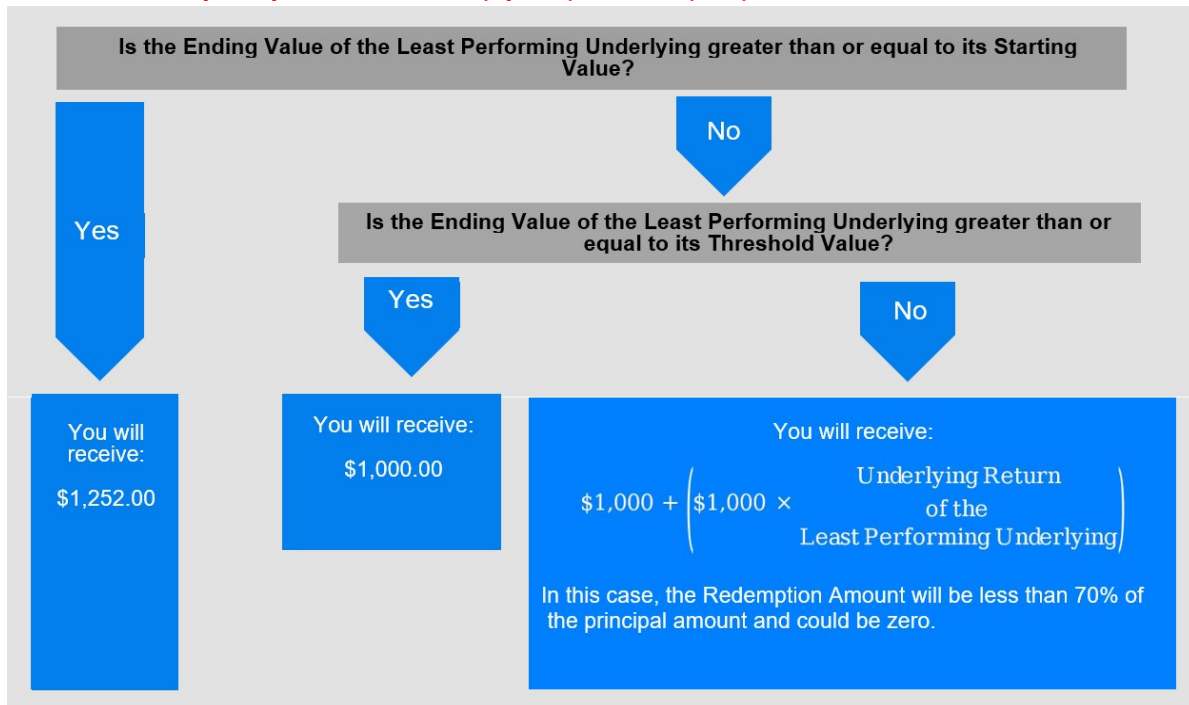 Is the Ending Value of the Least Performing Underlying greater than or equal to its Starting
Value?
No
Yes
Is the Ending Value of the Least Performing Underlying greater than or
equal to its Threshold Value?
Yes
No
You will
receive:
$1,252.00
You will receive:
$1,000.00
You will receive:
$1,000 + ($1,000 × Underlying Return
of the
Least Performing Underlying)
In this case, the Redemption Amount will be less than 70% of
the principal amount and could be zero.